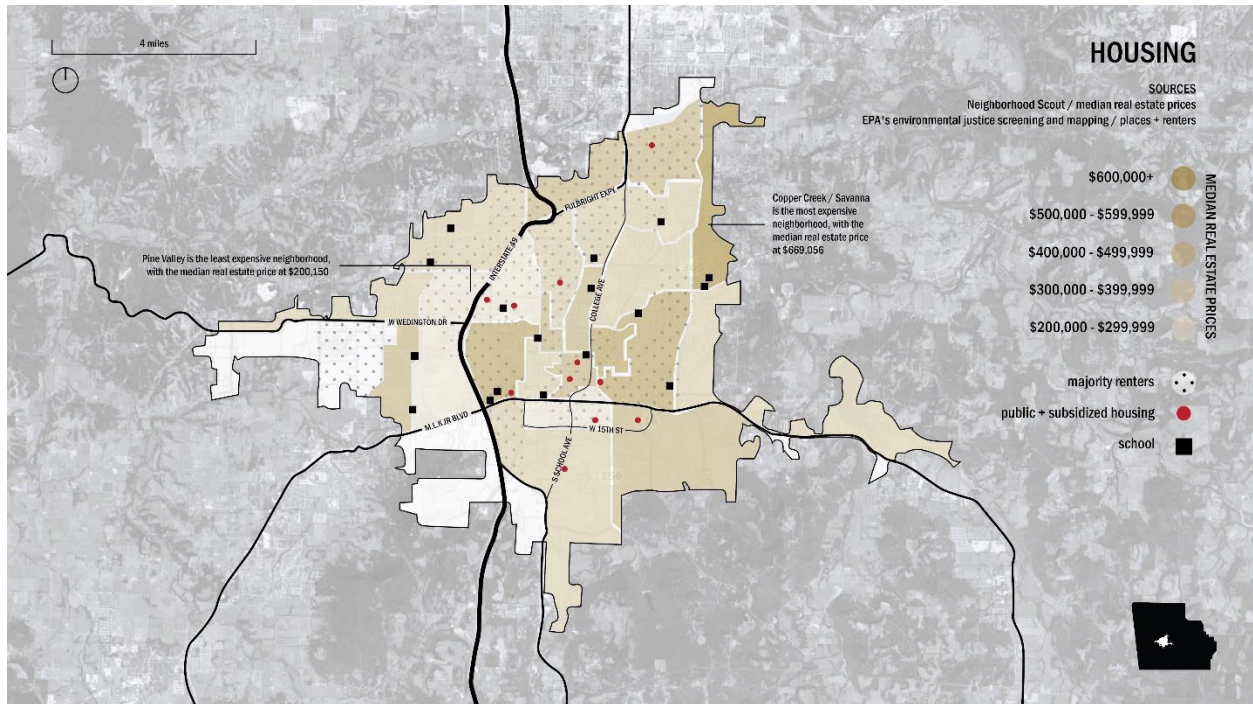 4 miles
HOUSING
SOURCES
Neighborhood Scout / median real estate prices
EPA's environmental justice screening and mapping / places + renters
$600,000+
$500,000 - $599,999
$400,000 - $499,999
$300,000 - $399,999
$200,000 - $299,999
MEDIAN REAL ESTATE PRICES
majority renters
public + subsidized housing
school
Copper Creek / Savanna
is the most expensive
neighborhood, with the
median real estate price
at $669,056
Pine Valley is the least expensive neighborhood,
with the median real estate price at $200,150
FULBRIGHT EXPY
INTERSTATE 49
COLLEGE AVE
W WEDINGTON DR
M.L.K JR BLVD
W 15TH ST
S SCHOOL AVE